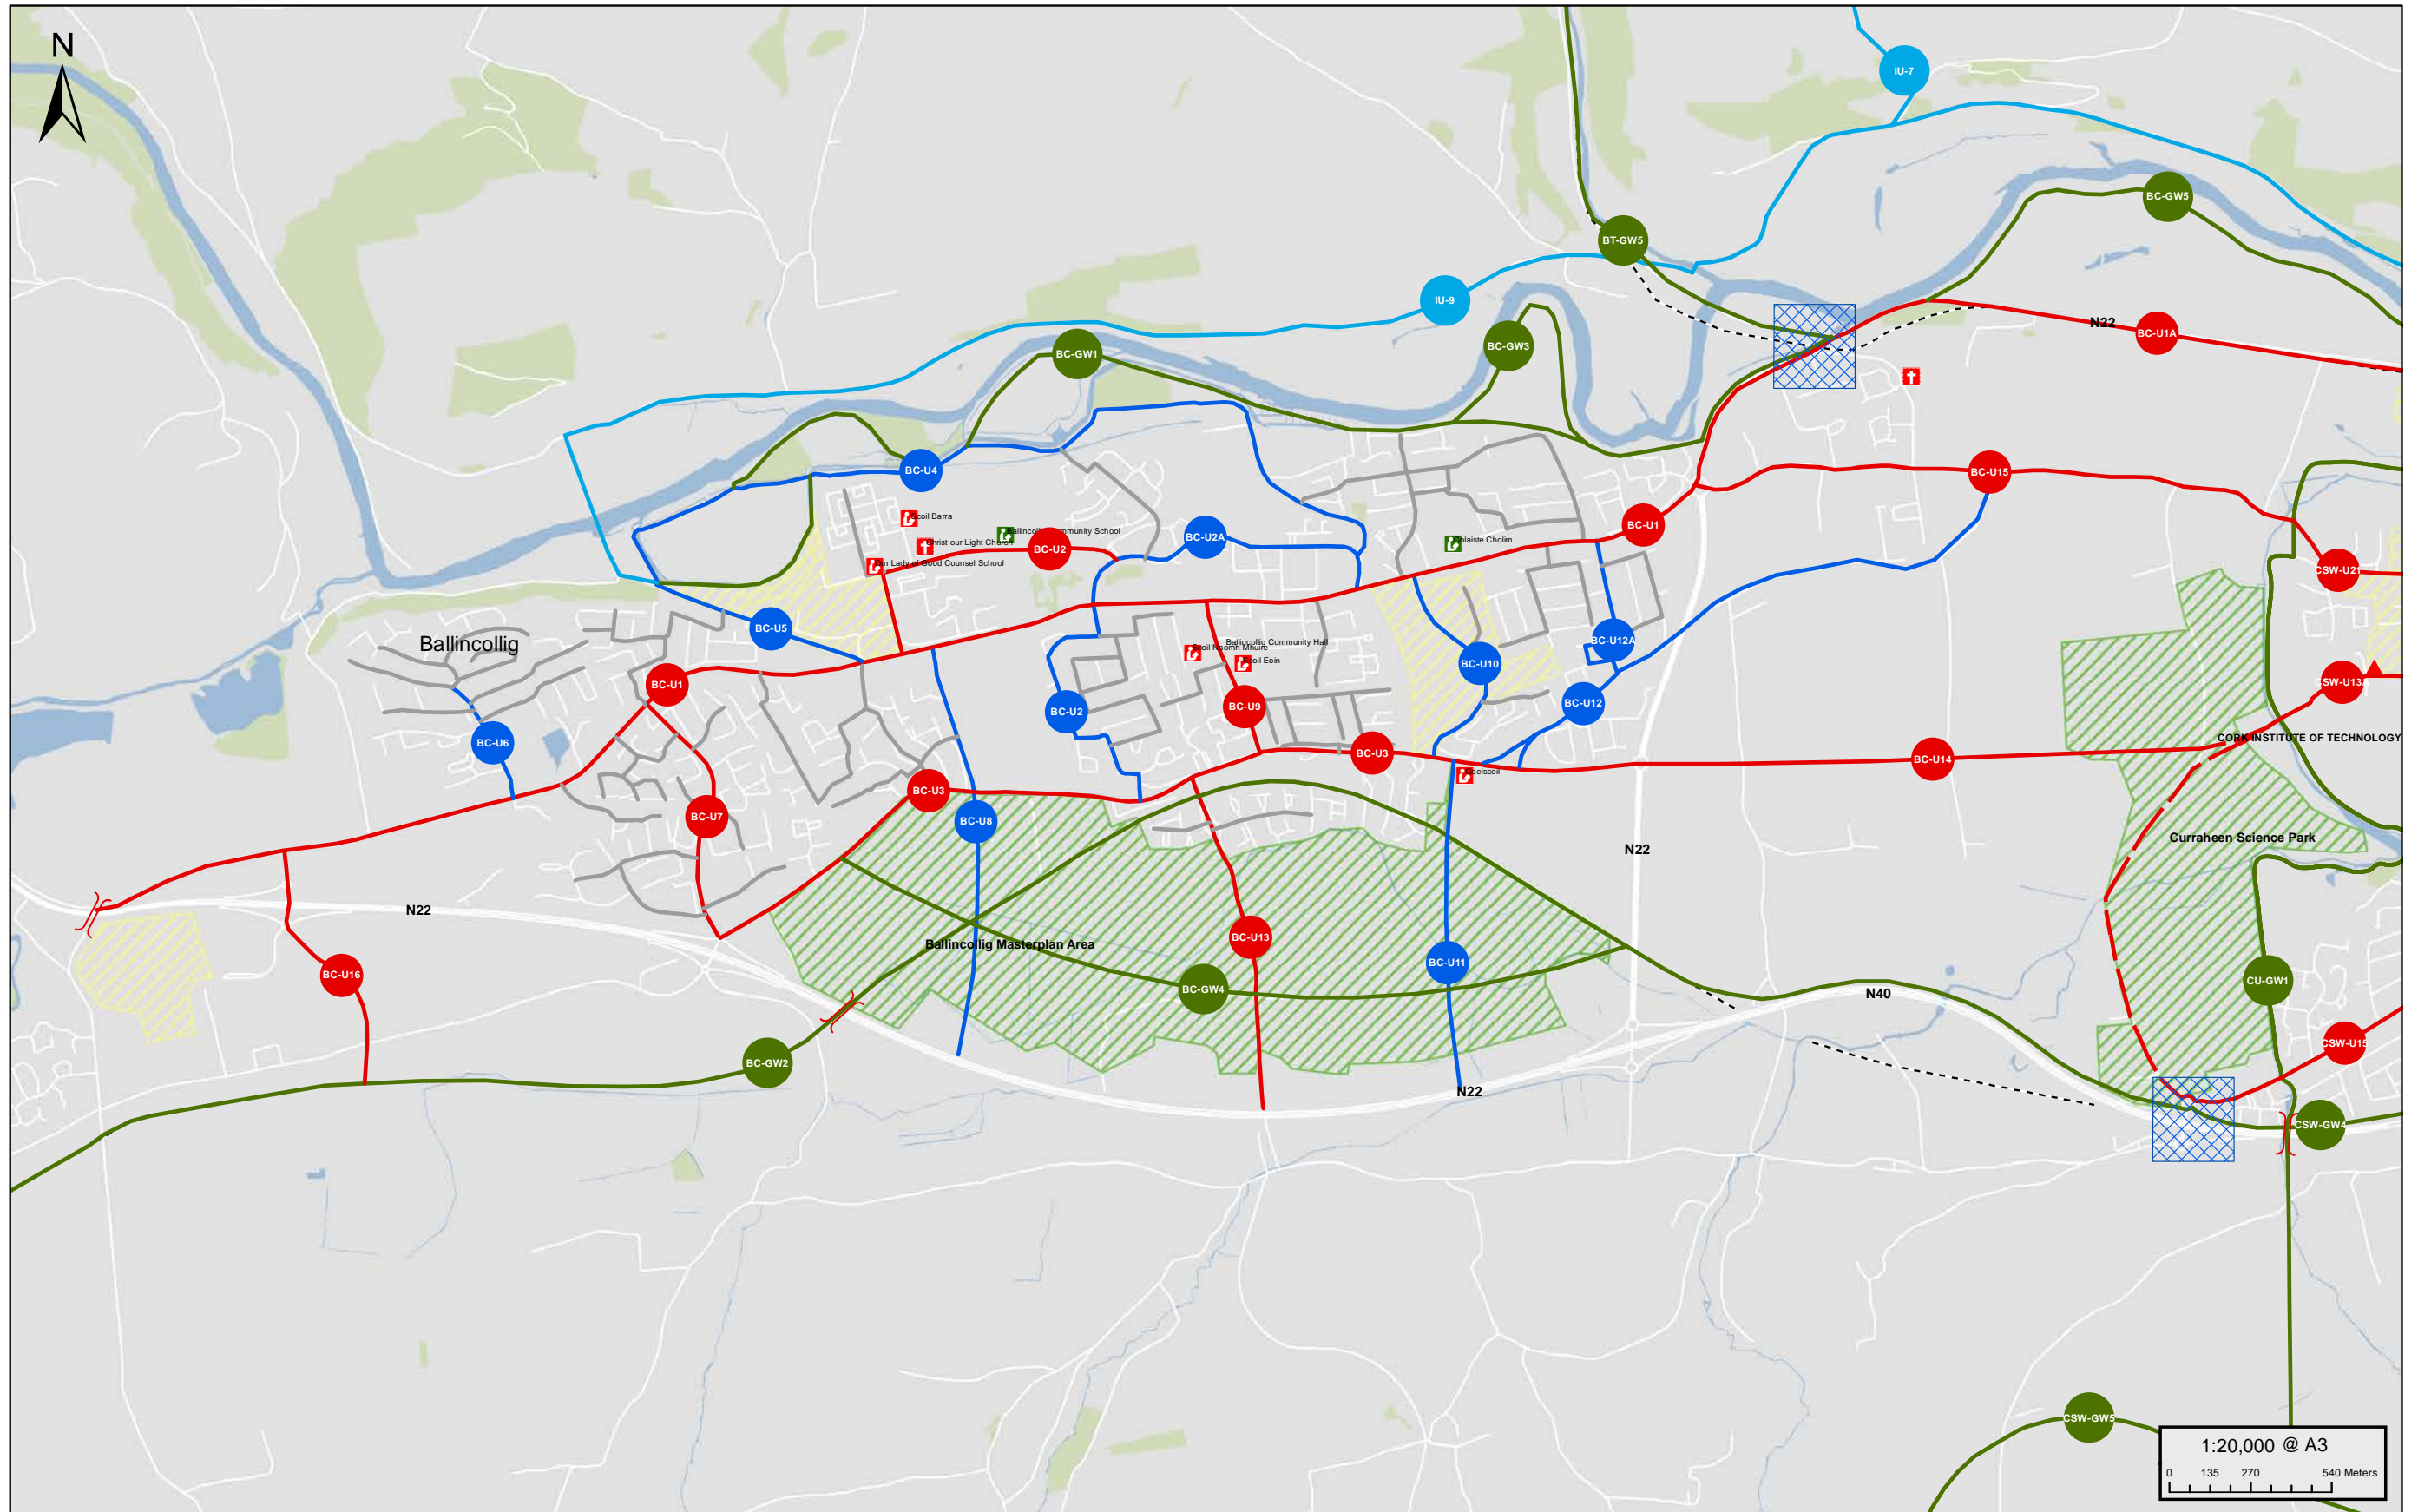 N
IU-7
BC-GW5
BT-GW5
IU-9
N22
BC-U1A
BC-GW3
BC-GW1
BC-U4
BC-U15
Scoil Barra
BC-U1
Ballincollig Community School
BC-U2A
Colaiste Cholim
Christ our Light Church
BC-U2
Our Lady of Good Counsel School
CSW-U21
BC-U5
Ballincollig
BC-U12A
Ballincollig Community Hall
Scoil Naomh Mhuire
Scoil Eoin
BC-U10
BC-U1
CSW-U13A
BC-U2
BC-U9
BC-U12
CORK INSTITUTE OF TECHNOLOGY
BC-U6
BC-U3
BC-U14
Gaelscoil
BC-U3
BC-U7
BC-U8
Curraheen Science Park
N22
N22
BC-U13
Ballincollig Masterplan Area
BC-U11
BC-U16
BC-GW4
CU-GW1
N40
CSW-U15
BC-GW2
N22
CSW-GW4
CSW-GW5
1:20,000 @ A3
0 135 270 540 Meters